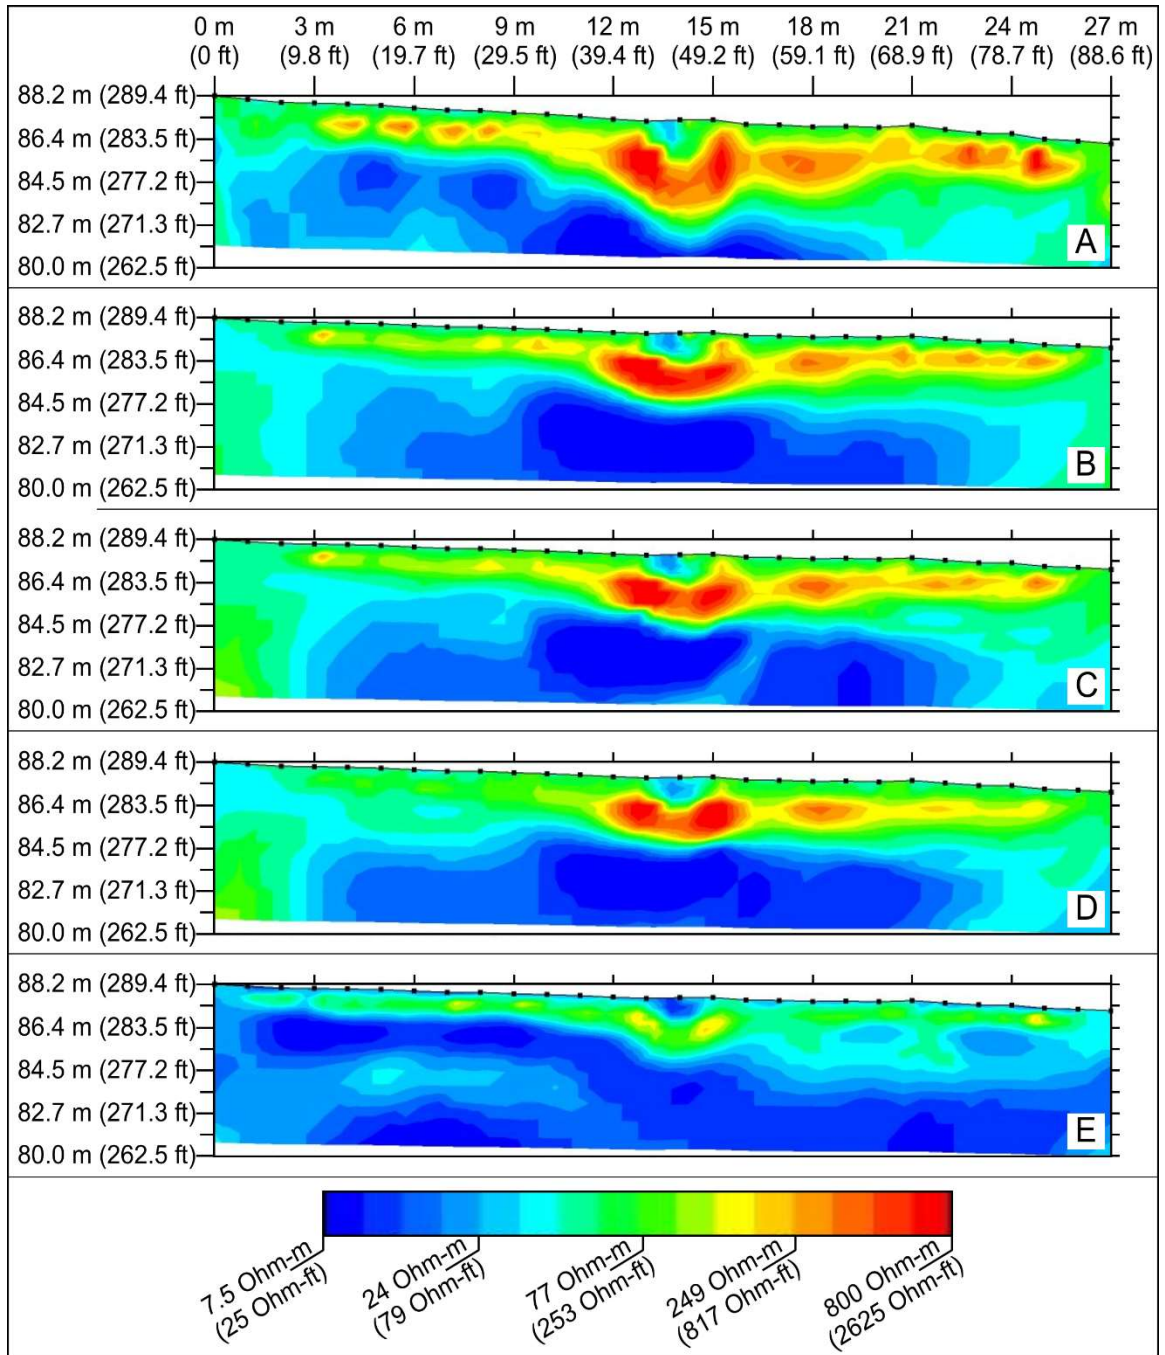 0 m 3 m 6 m 9 m 12 m 15 m 18 m 21 m 24 m 27 m
(0 ft) (9.8 ft) (19.7 ft) (29.5 ft) (39.4 ft) (49.2 ft) (59.1 ft) (68.9 ft) (78.7 ft) (88.6 ft)
88.2 m (289.4 ft)
86.4 m (283.5 ft)
84.5 m (277.2 ft)
82.7 m (271.3 ft)
80.0 m (262.5 ft)
A
88.2 m (289.4 ft)
86.4 m (283.5 ft)
84.5 m (277.2 ft)
82.7 m (271.3 ft)
80.0 m (262.5 ft)
B
88.2 m (289.4 ft)
86.4 m (283.5 ft)
84.5 m (277.2 ft)
82.7 m (271.3 ft)
80.0 m (262.5 ft)
C
88.2 m (289.4 ft)
86.4 m (283.5 ft)
84.5 m (277.2 ft)
82.7 m (271.3 ft)
80.0 m (262.5 ft)
D
88.2 m (289.4 ft)
86.4 m (283.5 ft)
84.5 m (277.2 ft)
82.7 m (271.3 ft)
80.0 m (262.5 ft)
E
7.5 Ohm-m
(25 Ohm-ft)
24 Ohm-m
(79 Ohm-ft)
77 Ohm-m
(253 Ohm-ft)
249 Ohm-m
(817 Ohm-ft)
800 Ohm-m
(2625 Ohm-ft)